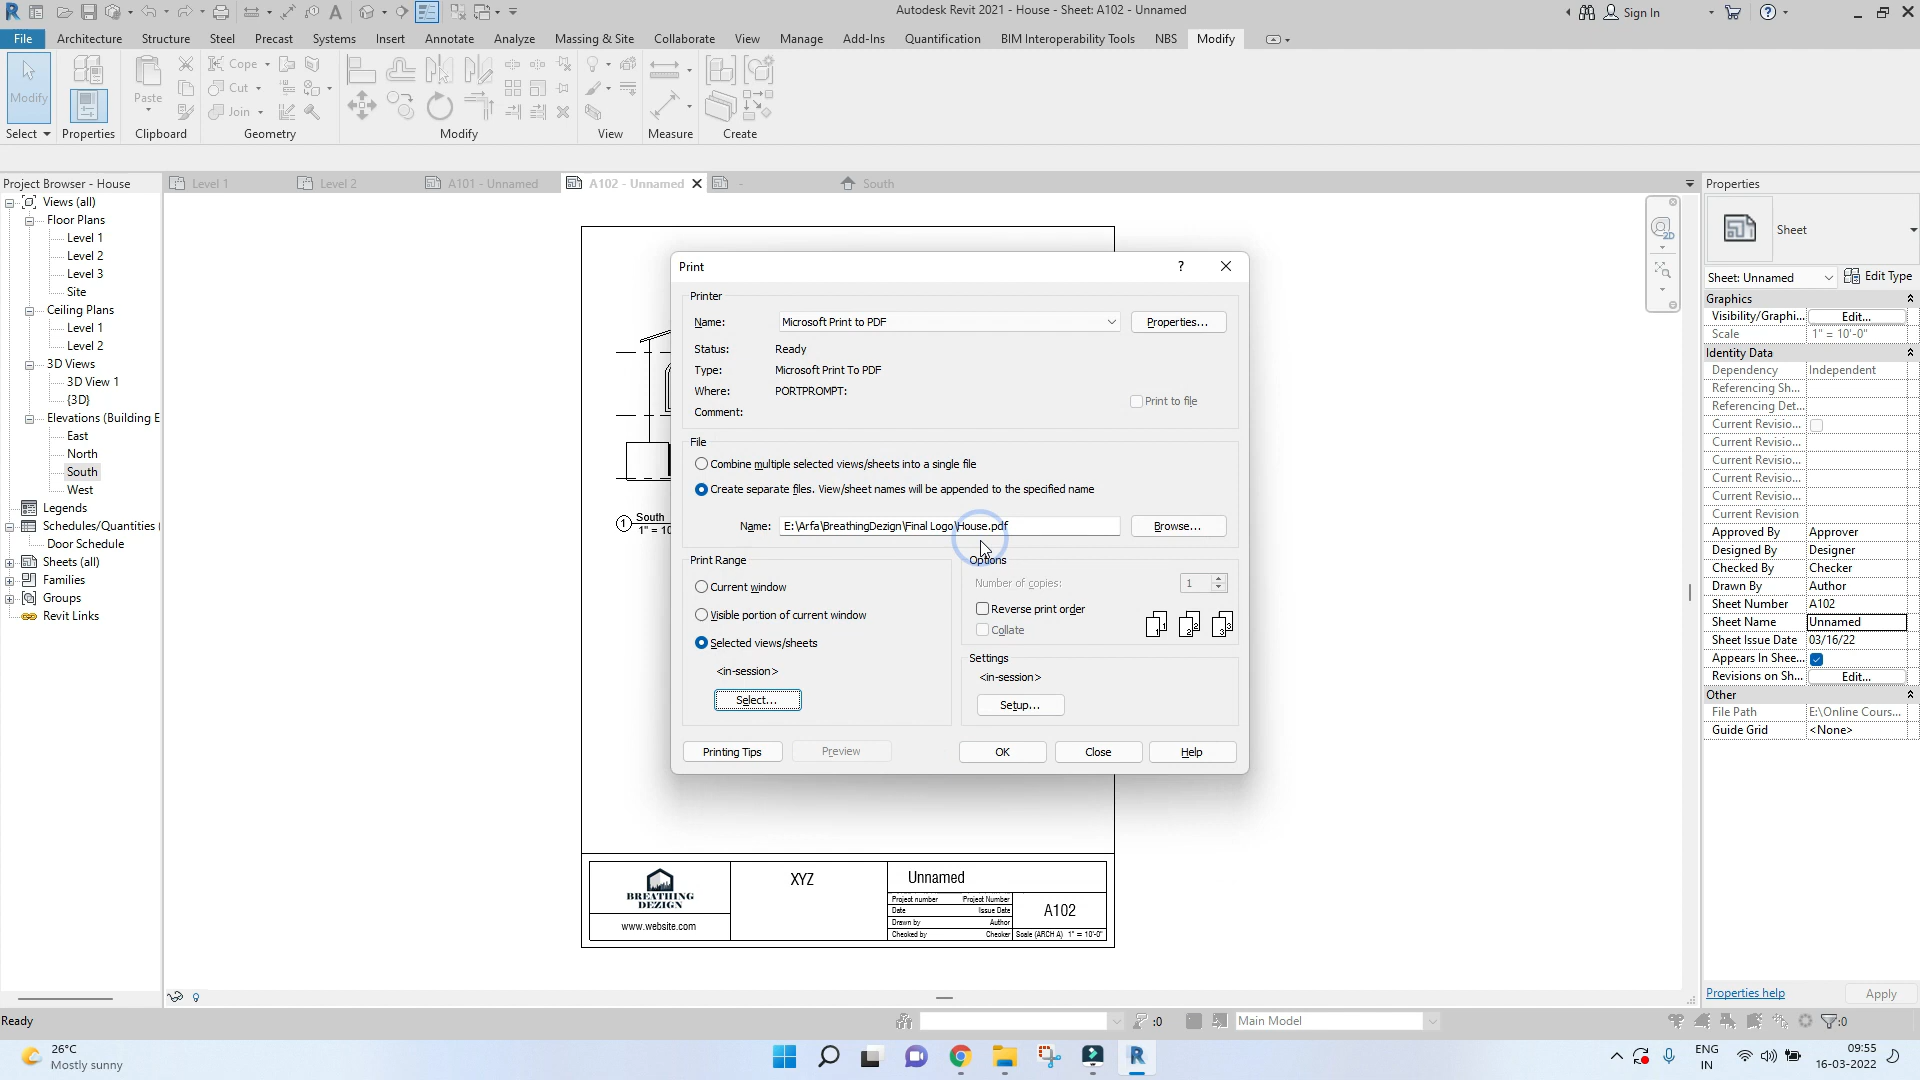 Autodesk Revit 2021 - House - Sheet: A102 - Unnamed
Sign In
File Architecture Structure Steel Precast Systems Insert Annotate Analyze Massing & Site Collaborate View Manage Add-Ins Quantification BIM Interoperability Tools NBS Modify
Modify
Paste
Cope
Cut
Join
Select Properties Clipboard Geometry Modify View Measure Create
Project Browser - House
Level 1
Level 2
A101 - Unnamed
A102 - Unnamed
-
South
Properties
Views (all)
Floor Plans
Level 1
Level 2
Level 3
Site
Ceiling Plans
Level 1
Level 2
3D Views
3D View 1
{3D}
Elevations (Building E
East
North
South
West
Legends
Schedules/Quantities (
Door Schedule
Sheets (all)
Families
Groups
Revit Links
1 South
1" = 10
Print
?
Printer
Name: Microsoft Print to PDF Properties...
Status: Ready
Type: Microsoft Print To PDF
Where: PORTPROMPT:
Comment:
Print to file
File
Combine multiple selected views/sheets into a single file
Create separate files. View/sheet names will be appended to the specified name
Name: E:\Arfa\BreathingDezign\Final Logo\House.pdf Browse...
Print Range
Current window
Visible portion of current window
Selected views/sheets
<in-session>
Select...
Options
Number of copies: 1
Reverse print order
Collate
1 1 2 2 3 3
Settings
<in-session>
Setup...
Printing Tips Preview OK Close Help
BREATHING
DEZIGN
www.website.com
XYZ
Unnamed
Project number Project Number
Date Issue Date
Drawn by Author
Checked by Checker
A102
Scale (ARCH A) 1" = 10'-0"
2D
Sheet
Sheet: Unnamed Edit Type
Graphics
Visibility/Graphi... Edit...
Scale 1" = 10'-0"
Identity Data
Dependency Independent
Referencing Sh...
Referencing Det...
Current Revisio...
Current Revisio...
Current Revisio...
Current Revisio...
Current Revisio...
Current Revision
Approved By Approver
Designed By Designer
Checked By Checker
Drawn By Author
Sheet Number A102
Sheet Name Unnamed
Sheet Issue Date 03/16/22
Appears In Shee...
Revisions on Sh... Edit...
Other
File Path E:\Online Cours...
Guide Grid <None>
Properties help Apply
Ready
:0
Main Model
:0
26°C
Mostly sunny
ENG
IN
09:55
16-03-2022